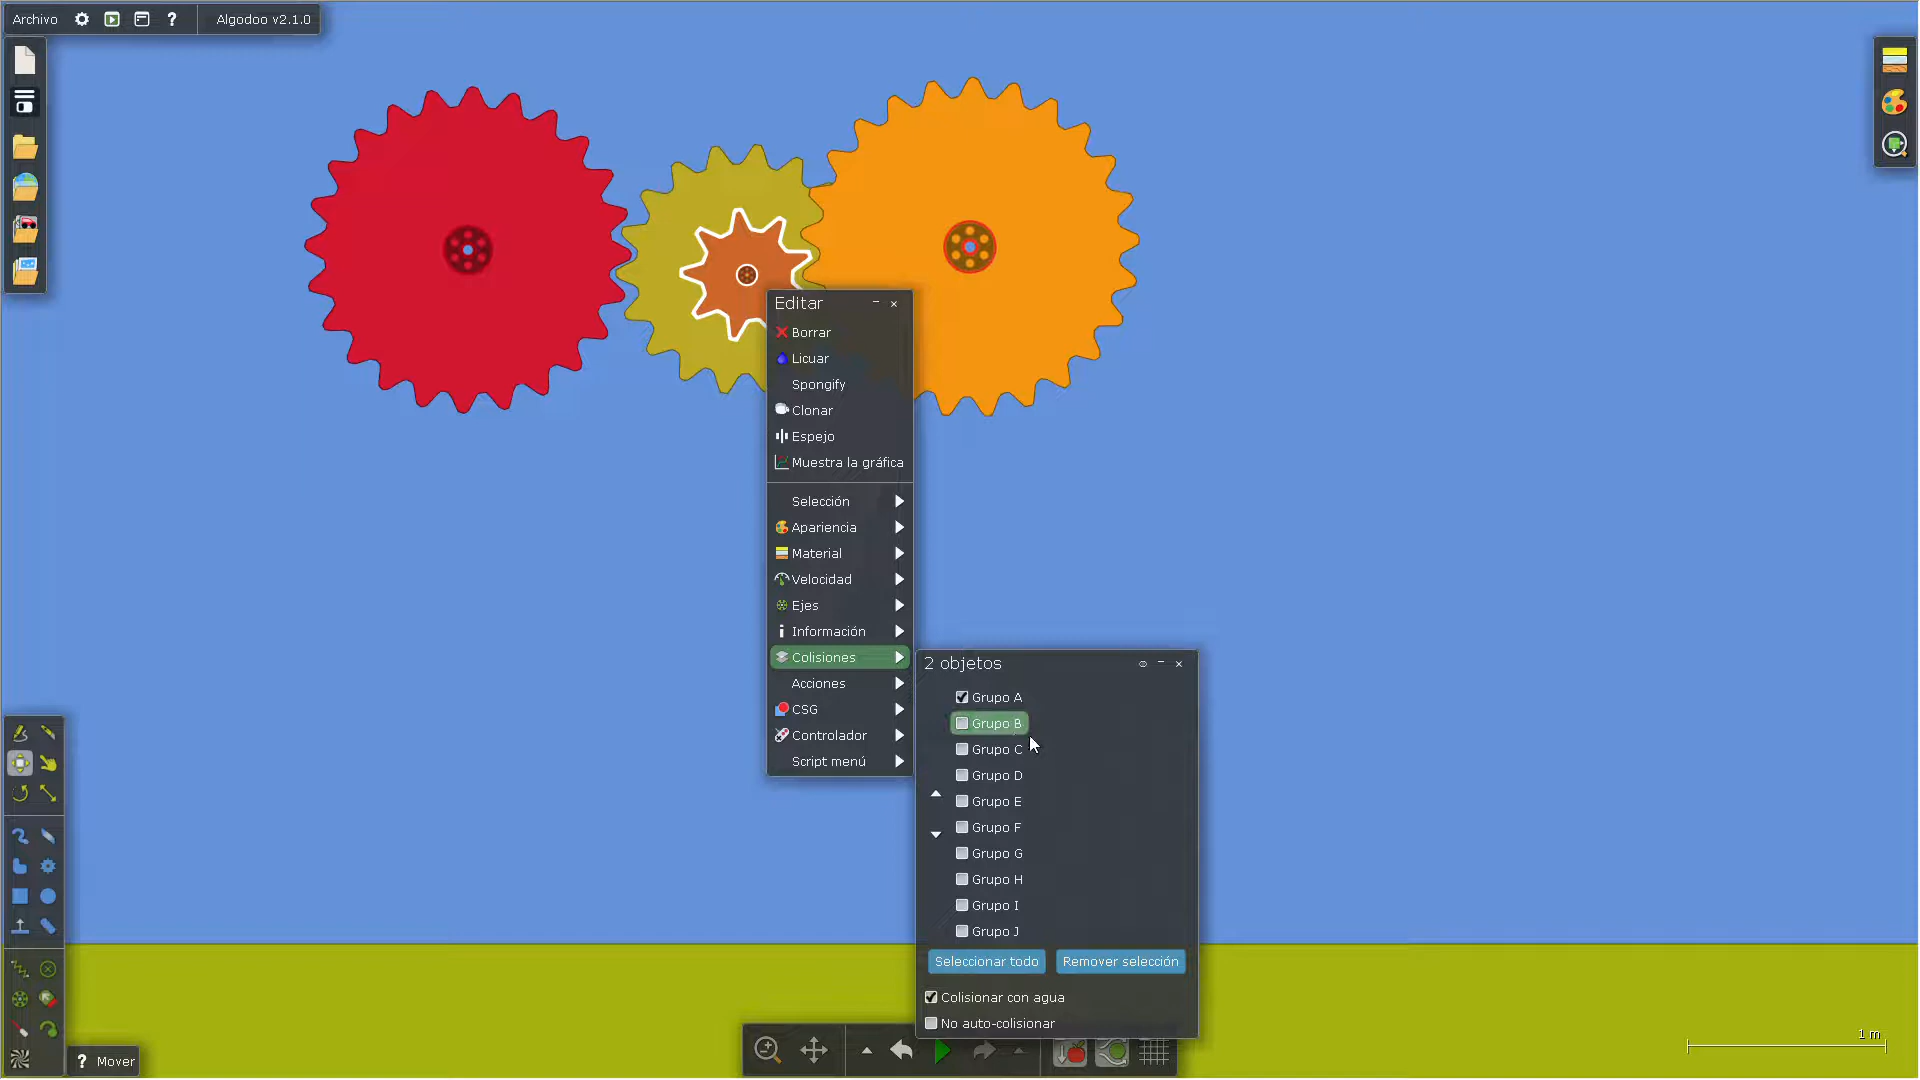 Archivo
?
Algodoo v2.1.0
Editar
Borrar
Licuar
Spongify
Clonar
Espejo
Muestra la gráfica
Selección
Apariencia
Material
Velocidad
Ejes
Información
Colisiones
Acciones
CSG
Controlador
Script menú
2 objetos
Grupo A
Grupo B
Grupo C
Grupo D
Grupo E
Grupo F
Grupo G
Grupo H
Grupo I
Grupo J
Seleccionar todo
Remover selección
Colisionar con agua
No auto-colisionar
? Mover
1 m